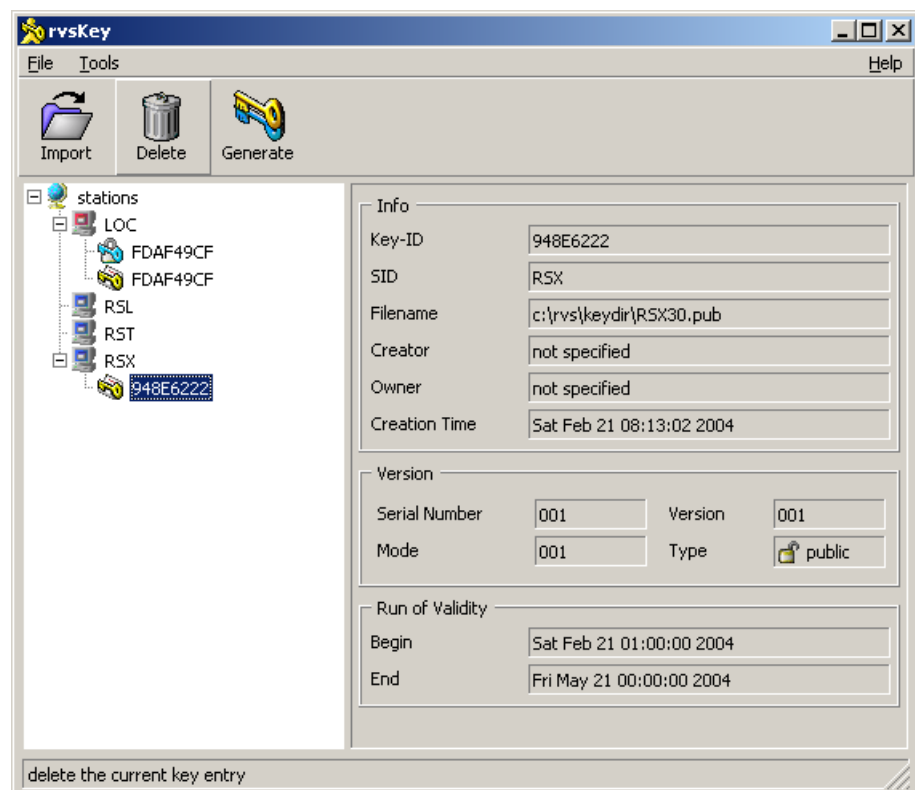 rvsKey
File Tools Help
Import Delete Generate
stations
LOC
FDAF49CF
FDAF49CF
RSL
RST
RSX
948E6222
Info
Key-ID 948E6222
SID RSX
Filename c:\rvs\keydir\RSX30.pub
Creator not specified
Owner not specified
Creation Time Sat Feb 21 08:13:02 2004
Version
Serial Number 001 Version 001
Mode 001 Type public
Run of Validity
Begin Sat Feb 21 01:00:00 2004
End Fri May 21 00:00:00 2004
delete the current key entry